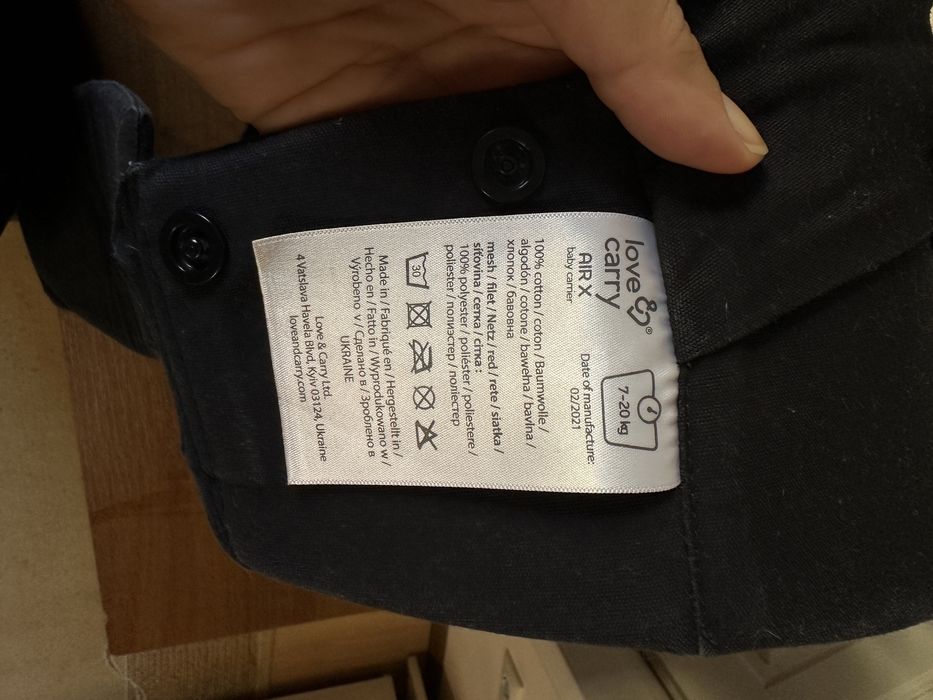 love
carry®
AIR X
baby carrier
7-20 kg
Date of manufacture:
02/2021
100% cotton / coton / Baumwolle /
algodón / cotone / bawełna / bavlna /
хлопок / бавовна
mesh / filet / Netz / red / rete / siatka /
síťovina / сетка / сітка :
100% polyester / poliéster / poliestere /
poliester / полиэстер / поліестер
30
Made in / Fabriqué en / Hergestellt in /
Hecho en / Fatto in / Wyprodukowano w /
Výrobeno v / Сделано в / Зроблено в
UKRAINE
Love & Carry Ltd.
4 Vatslava Havela Blvd, Kyiv 03124, Ukraine
loveandcarry.com